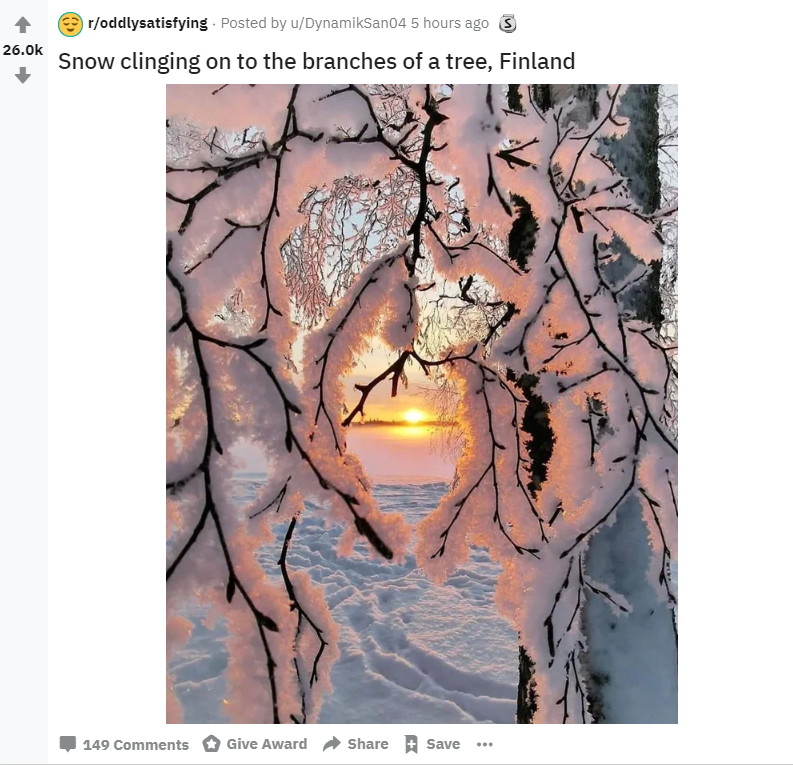 r/oddlysatisfying · Posted by u/DynamikSan04 5 hours ago
26.0k
Snow clinging on to the branches of a tree, Finland
149 Comments Give Award Share Save